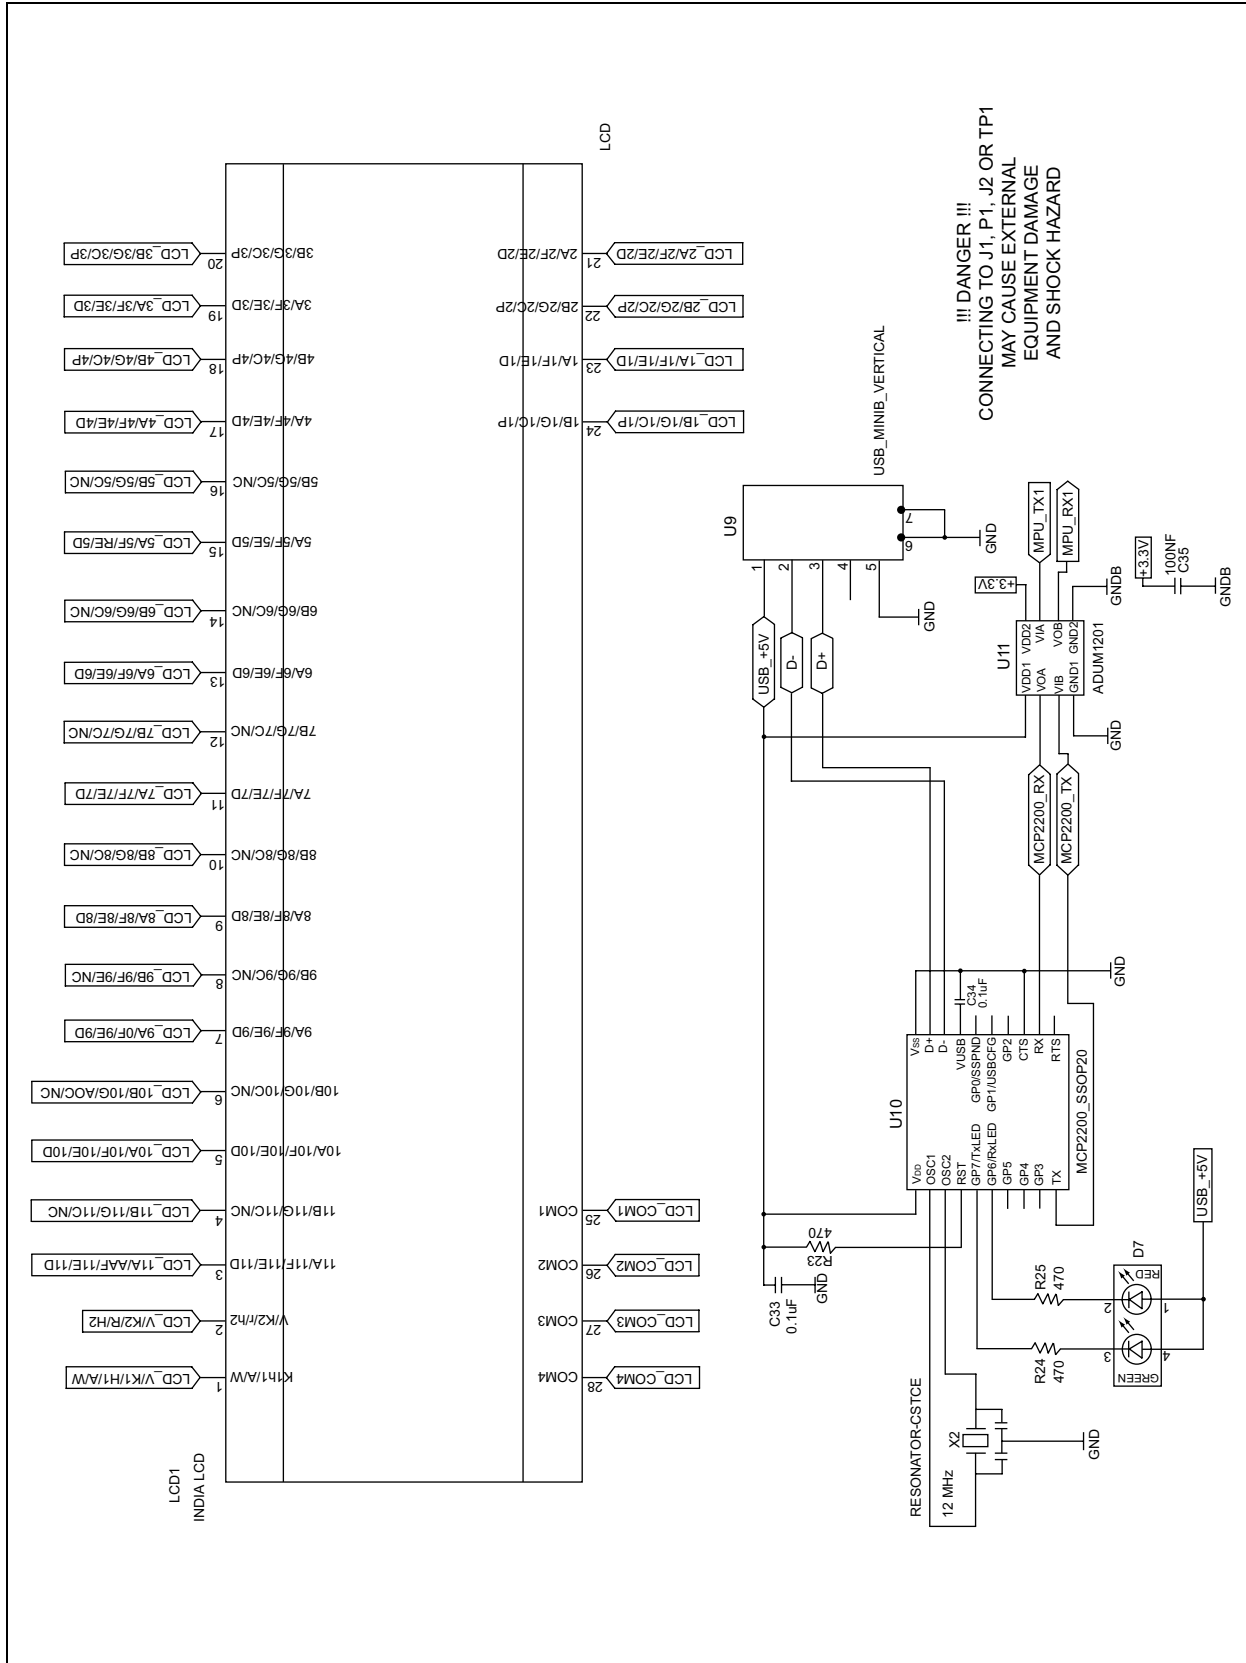 LCD1
INDIA LCD
LCD
LCD_V/K1/H1/A/W
1
K1h1/A/W
LCD_V/K2/R/H2
2
V/K2/r/h2
LCD_11A/AAF/11E/11D
3
11A/11F/11E/11D
LCD_11B/11G/11C/NC
4
11B/11G/11C/NC
LCD_10A/10F/10E/10D
5
10A/10F/10E/10D
LCD_10B/10G/AOC/NC
6
10B/10G/10C/NC
LCD_9A/0F/9E/9D
7
9A/9F/9E/9D
LCD_9B/9F/9E/NC
8
9B/9G/9C/NC
LCD_8A/8F/8E/8D
9
8A/8F/8E/8D
LCD_8B/8G/8C/NC
10
8B/8G/8C/NC
LCD_7A/7F/7E/7D
11
7A/7F/7E/7D
LCD_7B/7G/7C/NC
12
7B/7G/7C/NC
LCD_6A/6F/6E/6D
13
6A/6F/6E/6D
LCD_6B/6G/6C/NC
14
6B/6G/6C/NC
LCD_5A/5F/RE/5D
15
5A/5F/5E/5D
LCD_5B/5G/5C/NC
16
5B/5G/5C/NC
LCD_4A/4F/4E/4D
17
4A/4F/4E/4D
LCD_4B/4G/4C/4P
18
4B/4G/4C/4P
LCD_3A/3F/3E/3D
19
3A/3F/3E/3D
LCD_3B/3G/3C/3P
20
3B/3G/3C/3P
COM4
28
LCD_COM4
COM3
27
LCD_COM3
COM2
26
LCD_COM2
COM1
25
LCD_COM1
1B/1G/1C/1P
24
LCD_1B/1G/1C/1P
1A/1F/1E/1D
23
LCD_1A/1F/1E/1D
2B/2G/2C/2P
22
LCD_2B/2G/2C/2P
2A/2F/2E/2D
21
LCD_2A/2F/2E/2D
U9
1
2
3
4
5
6
7
USB_MINIB_VERTICAL
GND
GND
USB_+5V
D-
D+
C33
0.1uF
GND
R23
470
U10
VDD
OSC1
OSC2
RST
GP7/TxLED
GP6/RxLED
GP5
GP4
GP3
TX
VSS
D+
D-
VUSB
GP0/SSPND
GP1/USBCFG
GP2
CTS
RX
RTS
MCP2200_SSOP20
C34
0.1uF
GND
RESONATOR-CSTCE
12 MHz
X2
GND
R24
470
R25
470
D7
GREEN
RED
3
4
2
1
USB_+5V
MCP2200_RX
MCP2200_TX
U11
VDD1
VOA
VIB
GND1
VDD2
VIA
VOB
GND2
ADUM1201
GND
+3.3V
MPU_TX1
MPU_RX1
GNDB
+3.3V
100NF
C35
GNDB
!!! DANGER !!!
CONNECTING TO J1, P1, J2 OR TP1
MAY CAUSE EXTERNAL
EQUIPMENT DAMAGE
AND SHOCK HAZARD